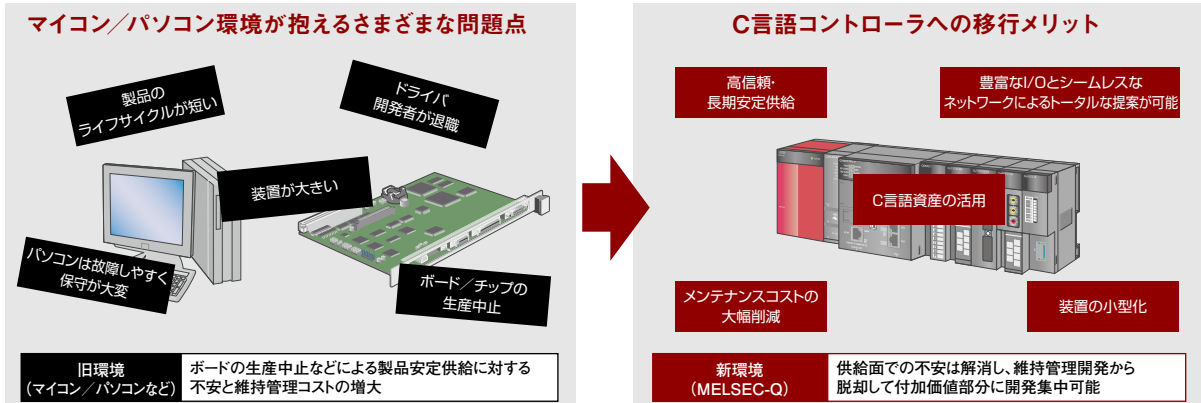 マイコン／パソコン環境が抱えるさまざまな問題点
製品の
ライフサイクルが短い
ドライバ
開発者が退職
装置が大きい
パソコンは故障しやすく
保守が大変
ボード／チップの
生産中止
旧環境
（マイコン／パソコンなど）
ボードの生産中止などによる製品安定供給に対する
不安と維持管理コストの増大
C言語コントローラへの移行メリット
高信頼・
長期安定供給
豊富なI/Oとシームレスな
ネットワークによるトータルな提案が可能
C言語資産の活用
メンテナンスコストの
大幅削減
装置の小型化
新環境
（MELSEC-Q）
供給面での不安は解消し、維持管理開発から
脱却して付加価値部分に開発集中可能